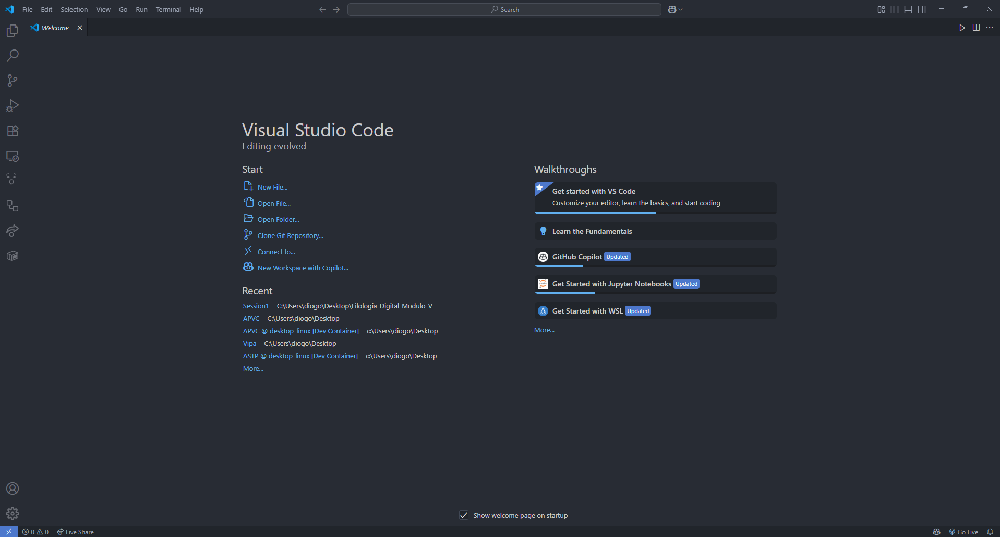 File Edit Selection View Go Run Terminal Help Search
Welcome
Visual Studio Code
Editing evolved
Start
New File...
Open File...
Open Folder...
Clone Git Repository...
Connect to...
New Workspace with Copilot...
Recent
Session1 C:\Users\diogo\Desktop\Filologia_Digital-Modulo_V
APVC C:\Users\diogo\Desktop
APVC @ desktop-linux [Dev Container] c:\Users\diogo\Desktop
Vipa C:\Users\diogo\Desktop
ASTP @ desktop-linux [Dev Container] c:\Users\diogo\Desktop
More...
Walkthroughs
Get started with VS Code
Customize your editor, learn the basics, and start coding
Learn the Fundamentals
GitHub Copilot Updated
Get Started with Jupyter Notebooks Updated
Get Started with WSL Updated
More...
Show welcome page on startup
0 0 Live Share Go Live